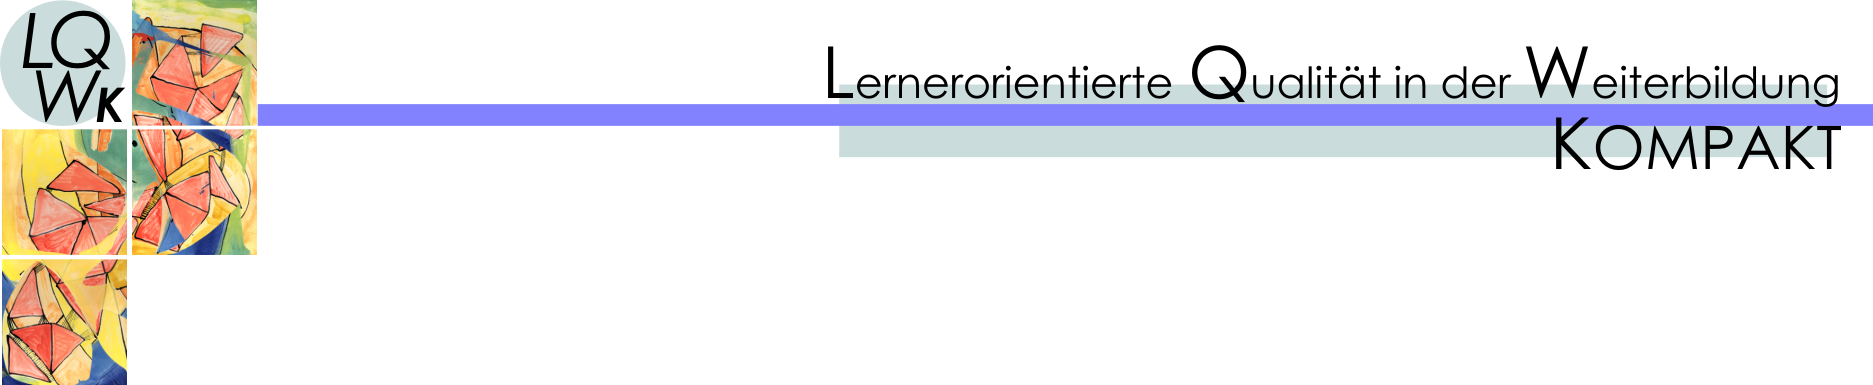 LQ
WK
Lernerorientierte Qualität in der Weiterbildung
KOMPAKT